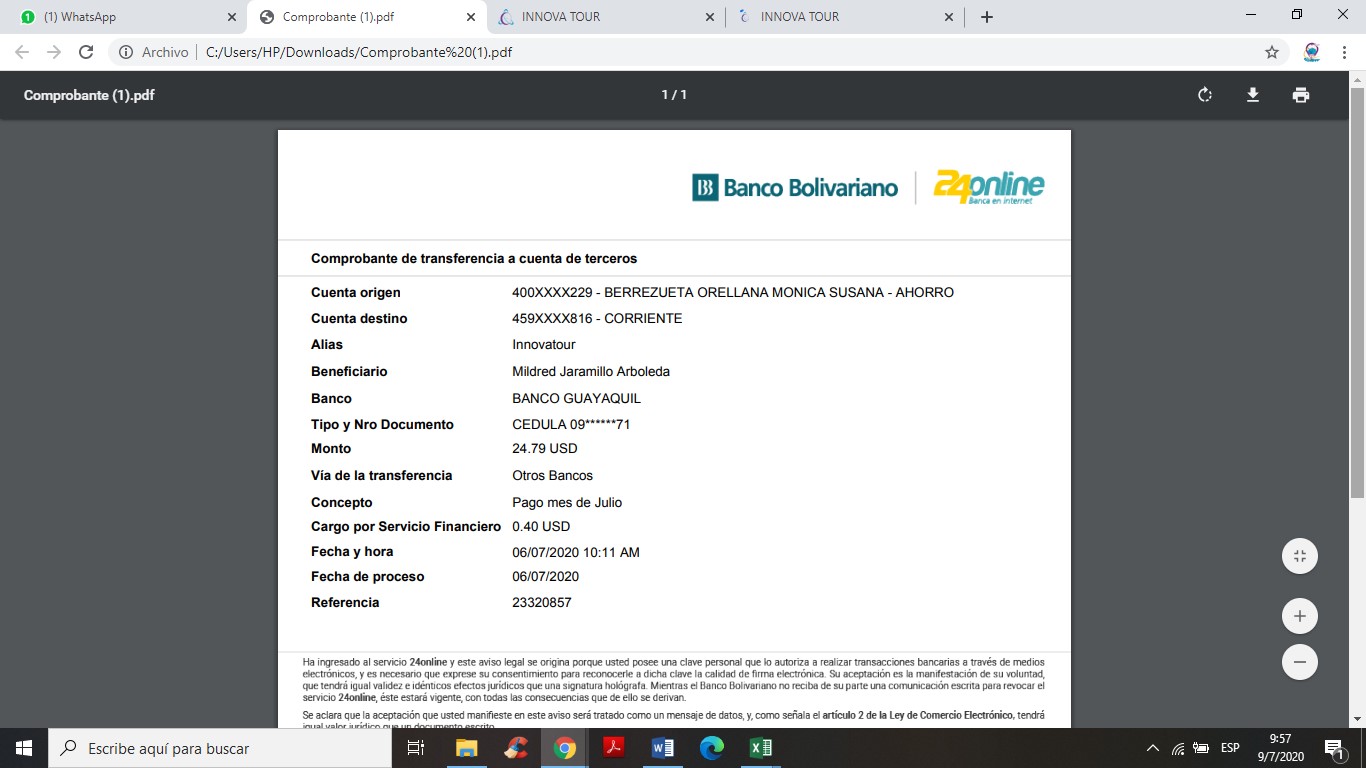 (1) WhatsApp
Comprobante (1).pdf
INNOVA TOUR
INNOVA TOUR
Archivo | C:/Users/HP/Downloads/Comprobante%20(1).pdf
Comprobante (1).pdf
1 / 1
Banco Bolivariano
24online
Banca en internet
Comprobante de transferencia a cuenta de terceros
Cuenta origen 400XXXX229 - BERREZUETA ORELLANA MONICA SUSANA - AHORRO
Cuenta destino 459XXXX816 - CORRIENTE
Alias Innovatour
Beneficiario Mildred Jaramillo Arboleda
Banco BANCO GUAYAQUIL
Tipo y Nro Documento CEDULA 09******71
Monto 24.79 USD
Vía de la transferencia Otros Bancos
Concepto Pago mes de Julio
Cargo por Servicio Financiero 0.40 USD
Fecha y hora 06/07/2020 10:11 AM
Fecha de proceso 06/07/2020
Referencia 23320857
Ha ingresado al servicio 24online y este aviso legal se origina porque usted posee una clave personal que lo autoriza a realizar transacciones bancarias a través de medios
electrónicos, y es necesario que exprese su consentimiento para reconocerle a dicha clave la calidad de firma electrónica. Su aceptación es la manifestación de su voluntad,
que tendrá igual validez e idénticos efectos jurídicos que una signatura hológrafa. Mientras el Banco Bolivariano no reciba de su parte una comunicación escrita para revocar el
servicio 24online, éste estará vigente, con todas las consecuencias que de ello se derivan.
Se aclara que la aceptación que usted manifieste en este aviso será tratado como un mensaje de datos, y, como señala el artículo 2 de la Ley de Comercio Electrónico, tendrá
igual valor jurídico que un documento escrito.
Escribe aquí para buscar
ESP
9:57
9/7/2020
1